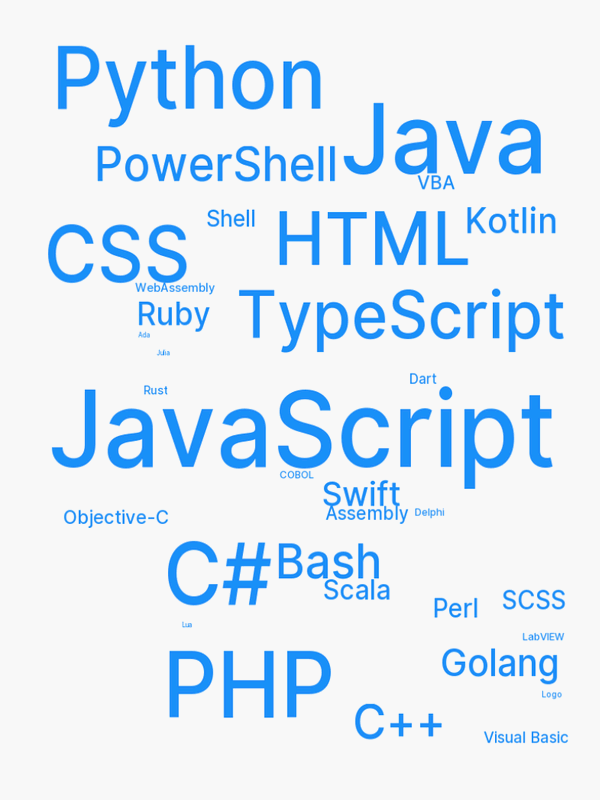 Python
Java
PowerShell
VBA
Shell
HTML
Kotlin
CSS
WebAssembly
Ruby
TypeScript
Ada
Julia
Dart
Rust
JavaScript
COBOL
Swift
Assembly
Delphi
Objective-C
C#
Bash
Scala
Perl
SCSS
Lua
LabVIEW
Golang
PHP
Logo
C++
Visual Basic